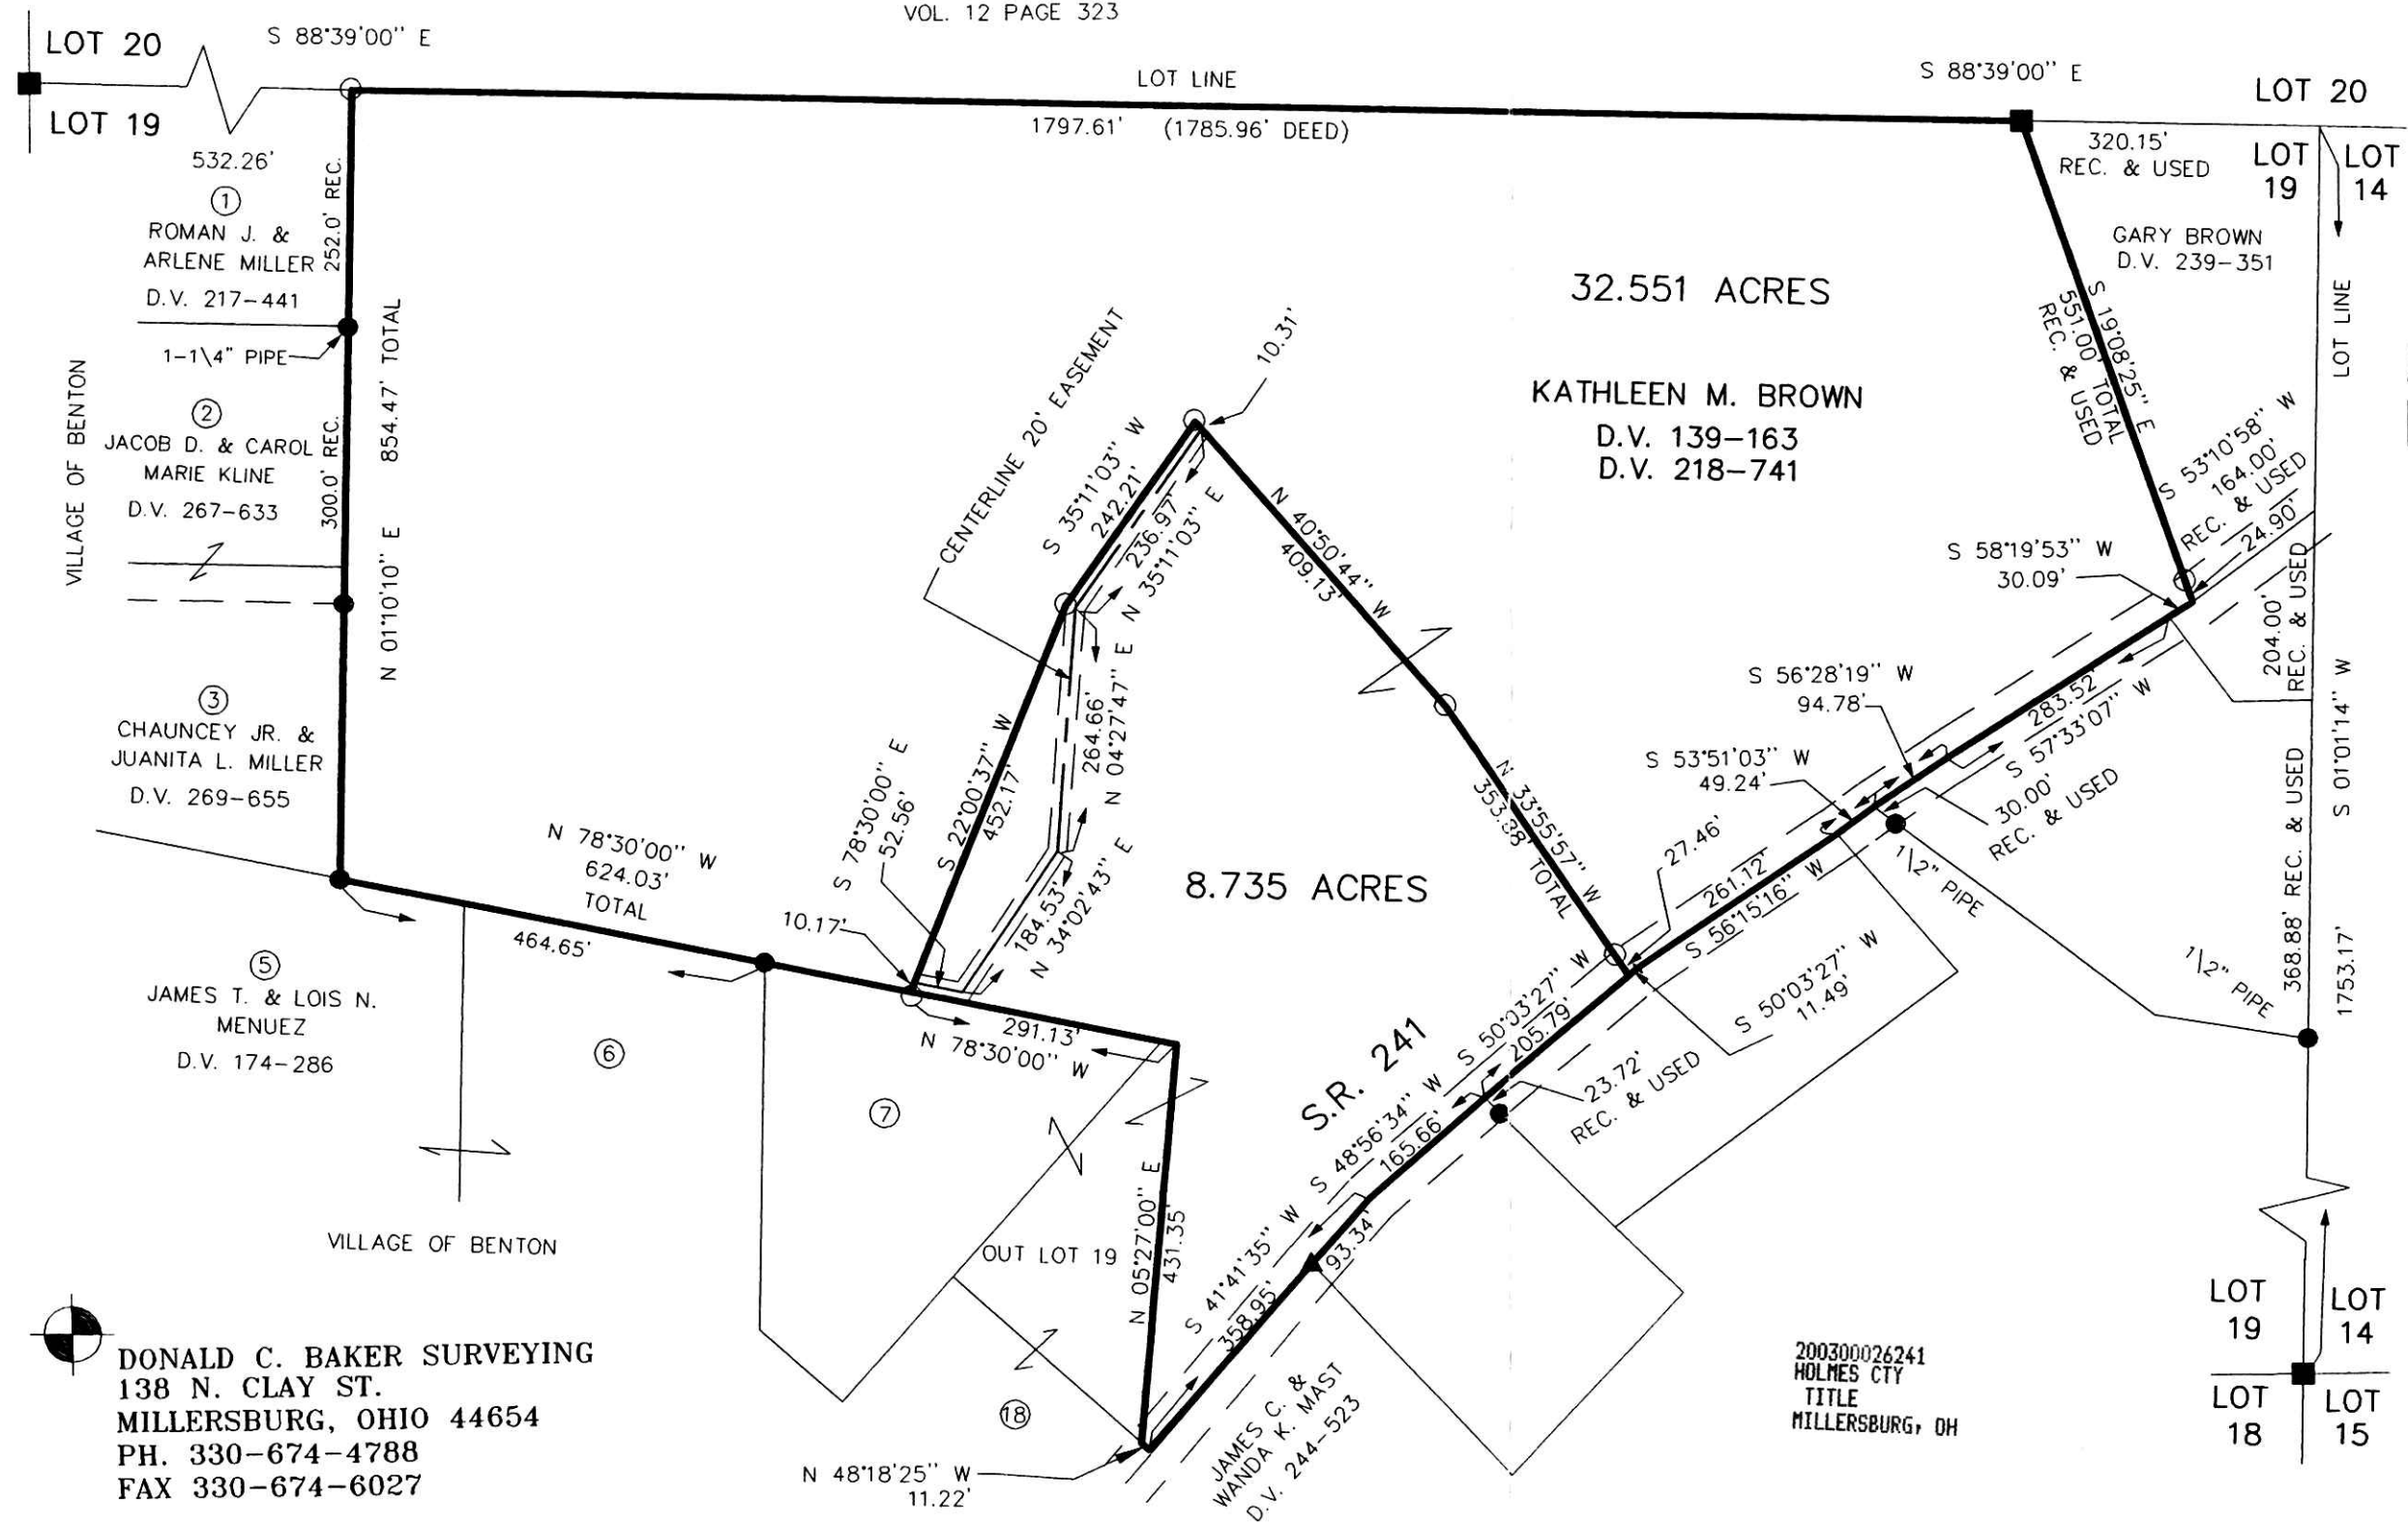 VOL. 12 PAGE 323
LOT 20
S 88°39'00" E
LOT LINE
S 88°39'00" E
LOT 20
LOT 19
1797.61' (1785.96' DEED)
320.15'
REC. & USED
LOT
19
LOT
14
532.26'
252.0' REC.
1
ROMAN J. &
ARLENE MILLER
D.V. 217-441
1-1\4" PIPE
854.47' TOTAL
N 01°10'10" E
VILLAGE OF BENTON
2
JACOB D. & CAROL
MARIE KLINE
D.V. 267-633
300.0' REC.
3
CHAUNCEY JR. &
JUANITA L. MILLER
D.V. 269-655
GARY BROWN
D.V. 239-351
LOT LINE
32.551 ACRES
KATHLEEN M. BROWN
D.V. 139-163
D.V. 218-741
S 19°08'25" E
551.00' TOTAL
REC. & USED
S 53°10'58" W
164.00'
REC. & USED
24.90'
S 58°19'53" W
30.09'
204.00'
REC. & USED
CENTERLINE 20' EASEMENT
10.31'
S 35°11'03" W
242.21'
236.97'
N 35°11'03" E
N 40°50'44" W
409.13'
264.66'
N 04°27'47" E
S 22°00'37" W
452.17'
S 78°30'00" E
52.56'
184.53'
N 34°02'43" E
10.17'
8.735 ACRES
N 33°55'57" W
353.88' TOTAL
27.46'
S 56°28'19" W
94.78'
S 53°51'03" W
49.24'
283.52'
S 57°33'07" W
30.00'
REC. & USED
1\2" PIPE
1\2" PIPE
368.88' REC. & USED
S 01°01'14" W
1753.17'
261.12'
S 56°15'16" W
S 50°03'27" W
11.49'
N 78°30'00" W
624.03'
TOTAL
464.65'
291.13'
N 78°30'00" W
5
JAMES T. & LOIS N.
MENUEZ
D.V. 174-286
6
7
S.R. 241
S 50°03'27" W
205.79'
23.72'
REC. & USED
S 48°56'34" W
165.66'
S 41°41'35" W
93.34'
358.95'
N 05°27'00" E
431.35'
OUT LOT 19
18
VILLAGE OF BENTON
N 48°18'25" W
11.22'
JAMES C. &
WANDA K. MAST
D.V. 244-523
DONALD C. BAKER SURVEYING
138 N. CLAY ST.
MILLERSBURG, OHIO 44654
PH. 330-674-4788
FAX 330-674-6027
200300026241
HOLMES CTY
TITLE
MILLERSBURG, OH
LOT
19
LOT
14
LOT
18
LOT
15